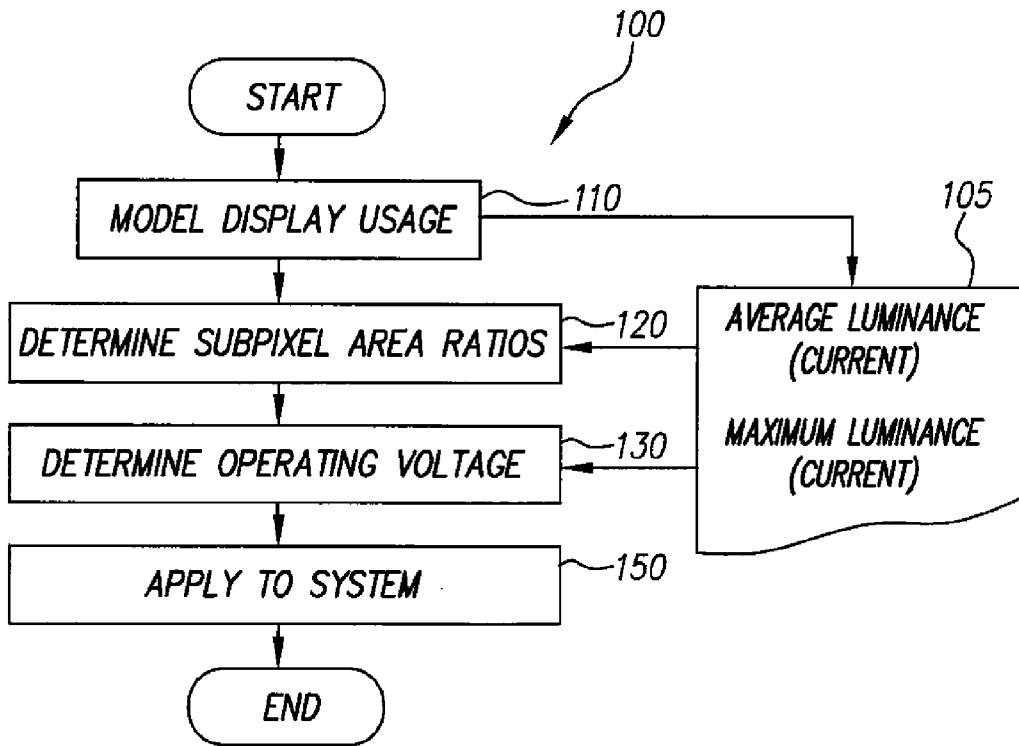 100
START
MODEL DISPLAY USAGE
110
105
DETERMINE SUBPIXEL AREA RATIOS
120
AVERAGE LUMINANCE
(CURRENT)
DETERMINE OPERATING VOLTAGE
130
MAXIMUM LUMINANCE
(CURRENT)
APPLY TO SYSTEM
150
END